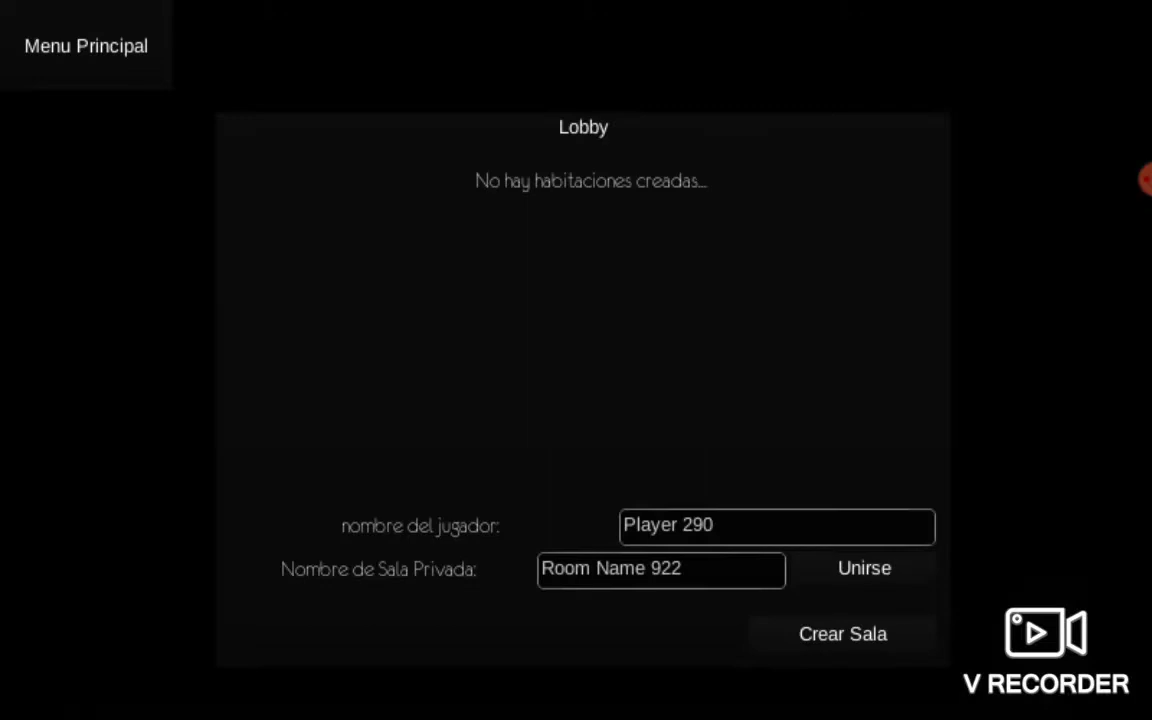 Menu Principal
Lobby
No hay habitaciones creadas...
nombre del jugador:
Player 290
Nombre de Sala Privada:
Room Name 922
Unirse
Crear Sala
V RECORDER